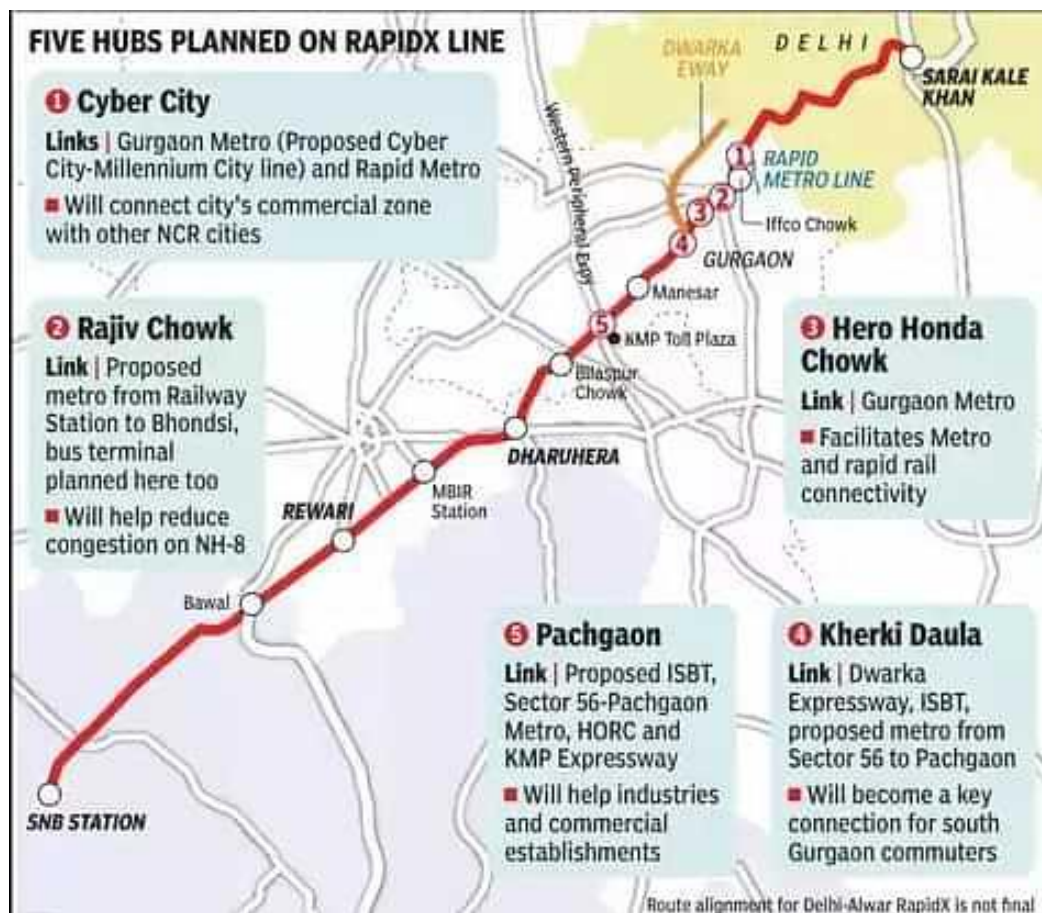 FIVE HUBS PLANNED ON RAPIDX LINE
1 Cyber City
Links | Gurgaon Metro (Proposed Cyber
City-Millennium City line) and Rapid Metro
Will connect city's commercial zone
with other NCR cities
DWARKA
EWAY
DELHI
SARAI KALE
KHAN
Western Peripheral Expy
1
RAPID
METRO LINE
2
Iffco Chowk
3
4
GURGAON
Manesar
5
KMP Toll Plaza
Bilaspur
Chowk
DHARUHERA
MBIR
Station
REWARI
Bawal
SNB STATION
2 Rajiv Chowk
Link | Proposed
metro from Railway
Station to Bhondsi,
bus terminal
planned here too
Will help reduce
congestion on NH-8
3 Hero Honda
Chowk
Link | Gurgaon Metro
Facilitates Metro
and rapid rail
connectivity
5 Pachgaon
Link | Proposed ISBT,
Sector 56-Pachgaon
Metro, HORC and
KMP Expressway
Will help industries
and commercial
establishments
4 Kherki Daula
Link | Dwarka
Expressway, ISBT,
proposed metro from
Sector 56 to Pachgaon
Will become a key
connection for south
Gurgaon commuters
Route alignment for Delhi-Alwar RapidX is not final